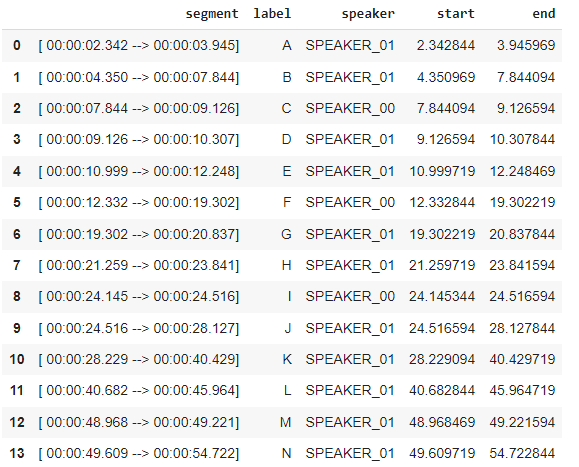 segment label speaker start end
0 [ 00:00:02.342 --> 00:00:03.945] A SPEAKER_01 2.342844 3.945969
1 [ 00:00:04.350 --> 00:00:07.844] B SPEAKER_01 4.350969 7.844094
2 [ 00:00:07.844 --> 00:00:09.126] C SPEAKER_00 7.844094 9.126594
3 [ 00:00:09.126 --> 00:00:10.307] D SPEAKER_01 9.126594 10.307844
4 [ 00:00:10.999 --> 00:00:12.248] E SPEAKER_01 10.999719 12.248469
5 [ 00:00:12.332 --> 00:00:19.302] F SPEAKER_00 12.332844 19.302219
6 [ 00:00:19.302 --> 00:00:20.837] G SPEAKER_01 19.302219 20.837844
7 [ 00:00:21.259 --> 00:00:23.841] H SPEAKER_01 21.259719 23.841594
8 [ 00:00:24.145 --> 00:00:24.516] I SPEAKER_00 24.145344 24.516594
9 [ 00:00:24.516 --> 00:00:28.127] J SPEAKER_01 24.516594 28.127844
10 [ 00:00:28.229 --> 00:00:40.429] K SPEAKER_01 28.229094 40.429719
11 [ 00:00:40.682 --> 00:00:45.964] L SPEAKER_01 40.682844 45.964719
12 [ 00:00:48.968 --> 00:00:49.221] M SPEAKER_01 48.968469 49.221594
13 [ 00:00:49.609 --> 00:00:54.722] N SPEAKER_01 49.609719 54.722844